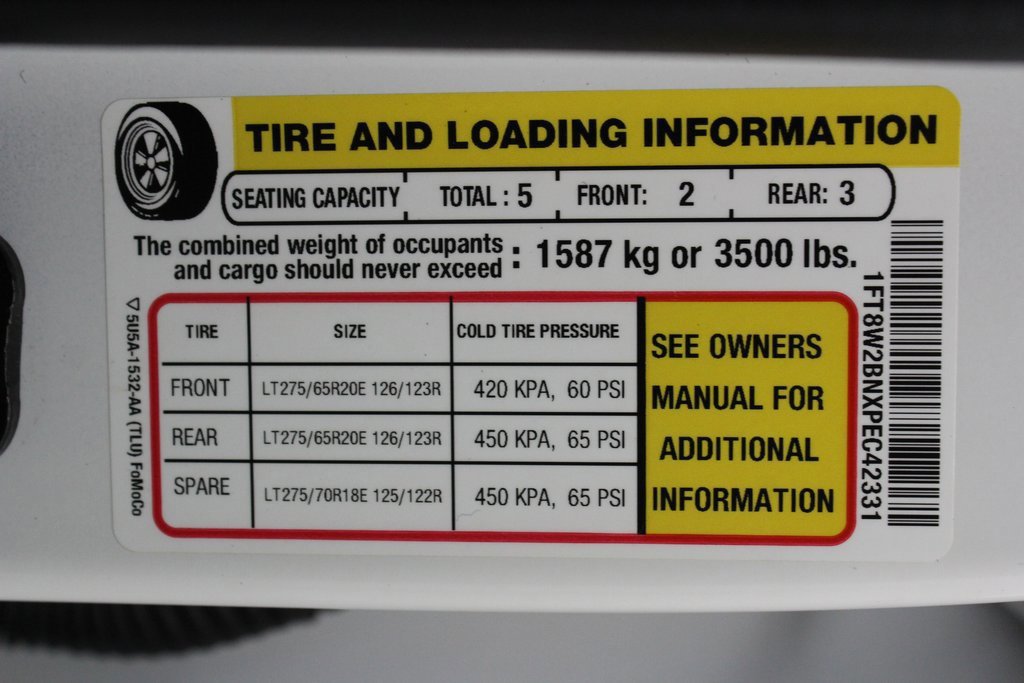 TIRE AND LOADING INFORMATION
SEATING CAPACITY TOTAL : 5 FRONT: 2 REAR: 3
The combined weight of occupants
and cargo should never exceed : 1587 kg or 3500 lbs.
TIRE SIZE COLD TIRE PRESSURE
FRONT LT275/65R20E 126/123R 420 KPA, 60 PSI
REAR LT275/65R20E 126/123R 450 KPA, 65 PSI
SPARE LT275/70R18E 125/122R 450 KPA, 65 PSI
SEE OWNERS
MANUAL FOR
ADDITIONAL
INFORMATION
5U5A-1532-AA (TLU) FoMoCo
1FT8W2BNXPEC42331